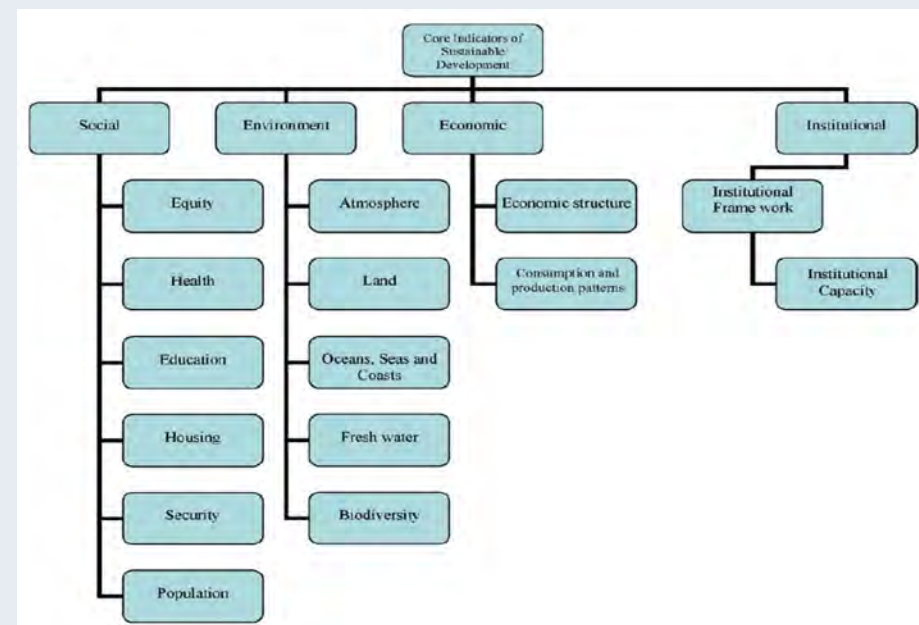 Core Indicators of
Sustainable
Development
Social
Environment
Economic
Institutional
Equity
Health
Education
Housing
Security
Population
Atmosphere
Land
Oceans, Seas and
Coasts
Fresh water
Biodiversity
Economic structure
Consumption and
production patterns
Institutional
Frame work
Institutional
Capacity